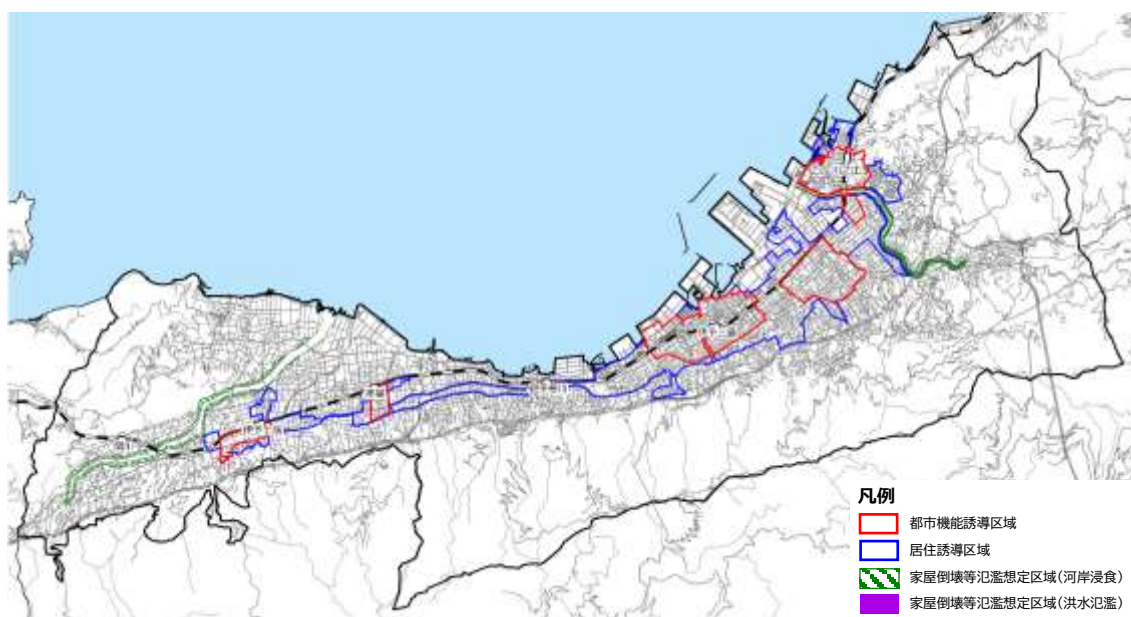 凡例
都市機能誘導区域
居住誘導区域
家屋倒壊等氾濫想定区域(河岸浸食)
家屋倒壊等氾濫想定区域(洪水氾濫)